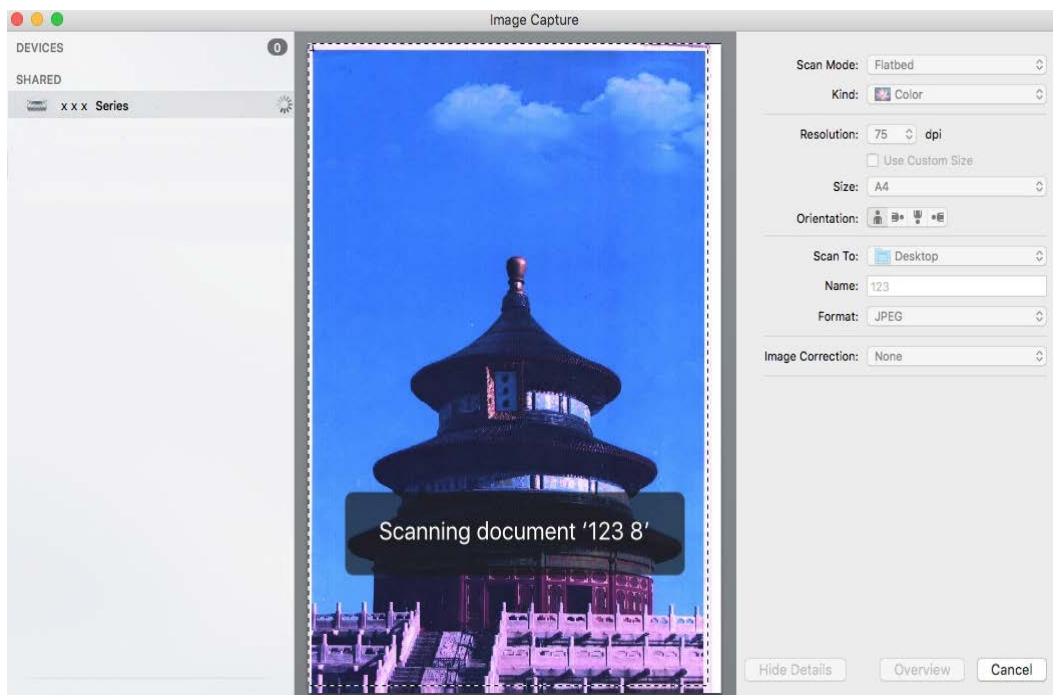 Image Capture
DEVICES 0
SHARED
x x x Series
Scanning document ‘123 8’
Scan Mode: Flatbed
Kind: Color
Resolution: 75 dpi
Use Custom Size
Size: A4
Orientation:
Scan To: Desktop
Name: 123
Format: JPEG
Image Correction: None
Hide Details Overview Cancel